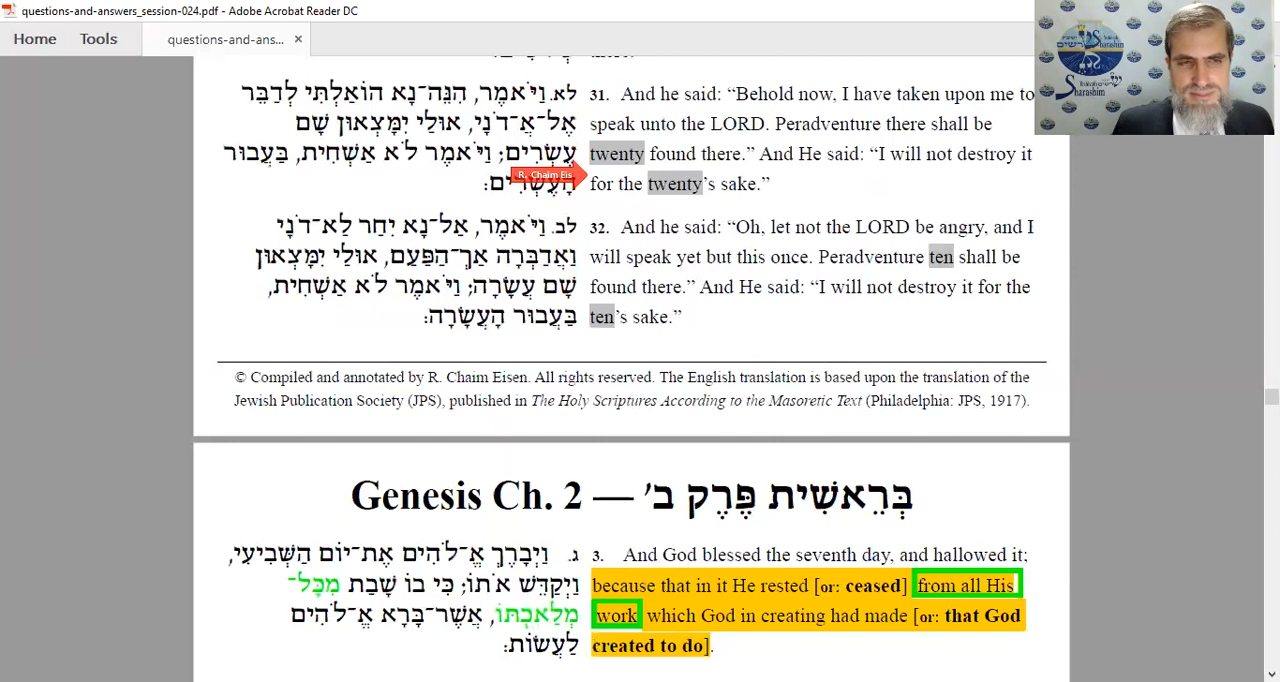 questions-and-answers_session-024.pdf - Adobe Acrobat Reader DC
Home Tools questions-and-ans... ×
לא. וַיֹּאמֶר, הִנֵּה־נָא הוֹאַלְתִּי לְדַבֵּר
אֶל־אֲ־דֹנָי, אוּלַי יִמָּצְאוּן שָׁם
עֶשְׂרִים; וַיֹּאמֶר לֹא אַשְׁחִית, בַּעֲבוּר
הָעֶשְׂרִים:
R. Chaim Eis
31. And he said: “Behold now, I have taken upon me to
speak unto the LORD. Peradventure there shall be
twenty found there.” And He said: “I will not destroy it
for the twenty’s sake.”
לב. וַיֹּאמֶר, אַל־נָא יִחַר לַא־דֹנָי
וַאֲדַבְּרָה אַךְ־הַפַּעַם, אוּלַי יִמָּצְאוּן
שָׁם עֲשָׂרָה; וַיֹּאמֶר לֹא אַשְׁחִית,
בַּעֲבוּר הָעֲשָׂרָה:
32. And he said: “Oh, let not the LORD be angry, and I
will speak yet but this once. Peradventure ten shall be
found there.” And He said: “I will not destroy it for the
ten’s sake.”
© Compiled and annotated by R. Chaim Eisen. All rights reserved. The English translation is based upon the translation of the
Jewish Publication Society (JPS), published in The Holy Scriptures According to the Masoretic Text (Philadelphia: JPS, 1917).
Genesis Ch. 2 — בְּרֵאשִׁית פֶּרֶק ב׳
ג. וַיְבָרֶךְ אֱ־לֹהִים אֶת־יוֹם הַשְּׁבִיעִי,
וַיְקַדֵּשׁ אֹתוֹ; כִּי בוֹ שָׁבַת מִכָּל־
מְלַאכְתּוֹ, אֲשֶׁר־בָּרָא אֱ־לֹהִים
לַעֲשׂוֹת:
3. And God blessed the seventh day, and hallowed it;
because that in it He rested [or: ceased] from all His
work which God in creating had made [or: that God
created to do].
Sharashim
שרשים